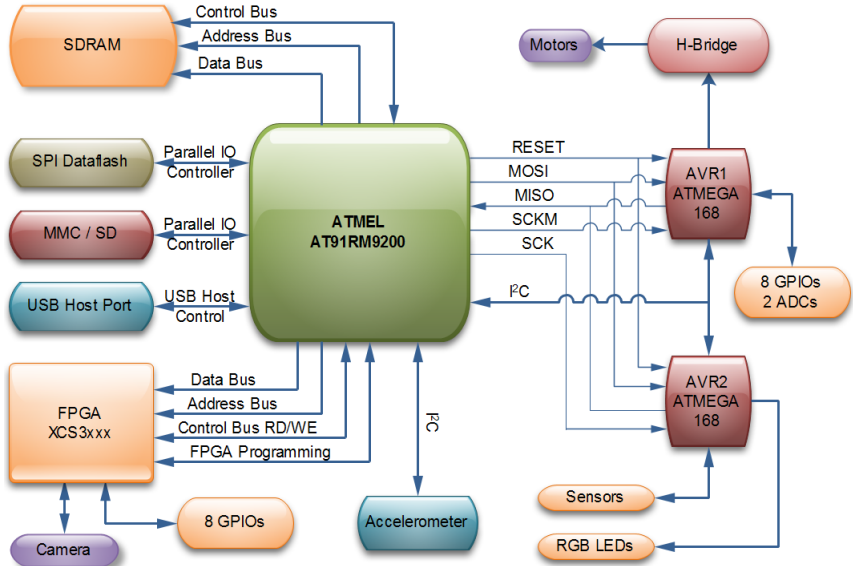 Control Bus
Address Bus
Data Bus
SDRAM
Motors
H-Bridge
SPI Dataflash
Parallel IO
Controller
MMC / SD
Parallel IO
Controller
USB Host Port
USB Host
Control
ATMEL
AT91RM9200
RESET
MOSI
MISO
SCKM
SCK
I²C
AVR1
ATMEGA
168
8 GPIOs
2 ADCs
AVR2
ATMEGA
168
FPGA
XCS3xxx
Data Bus
Address Bus
Control Bus RD/WE
FPGA Programming
I²C
Camera
8 GPIOs
Accelerometer
Sensors
RGB LEDs